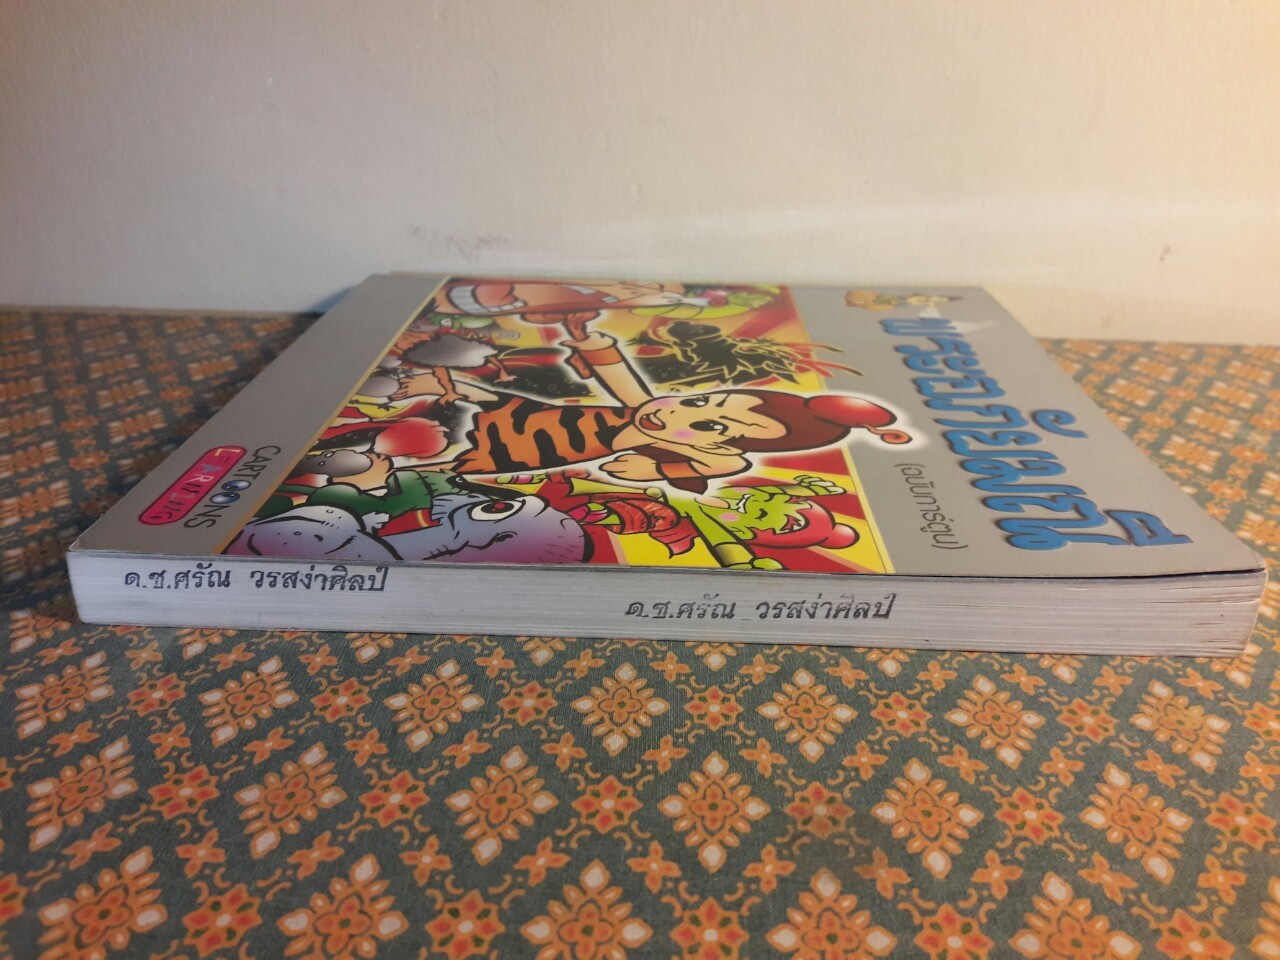 พระอภัยมณี
(ฉบับการ์ตูน)
CARTOONS
LEARNING
ด.ช.ศรัณ วรสง่าศิลป์
ด.ช.ศรัณ วรสง่าศิลป์